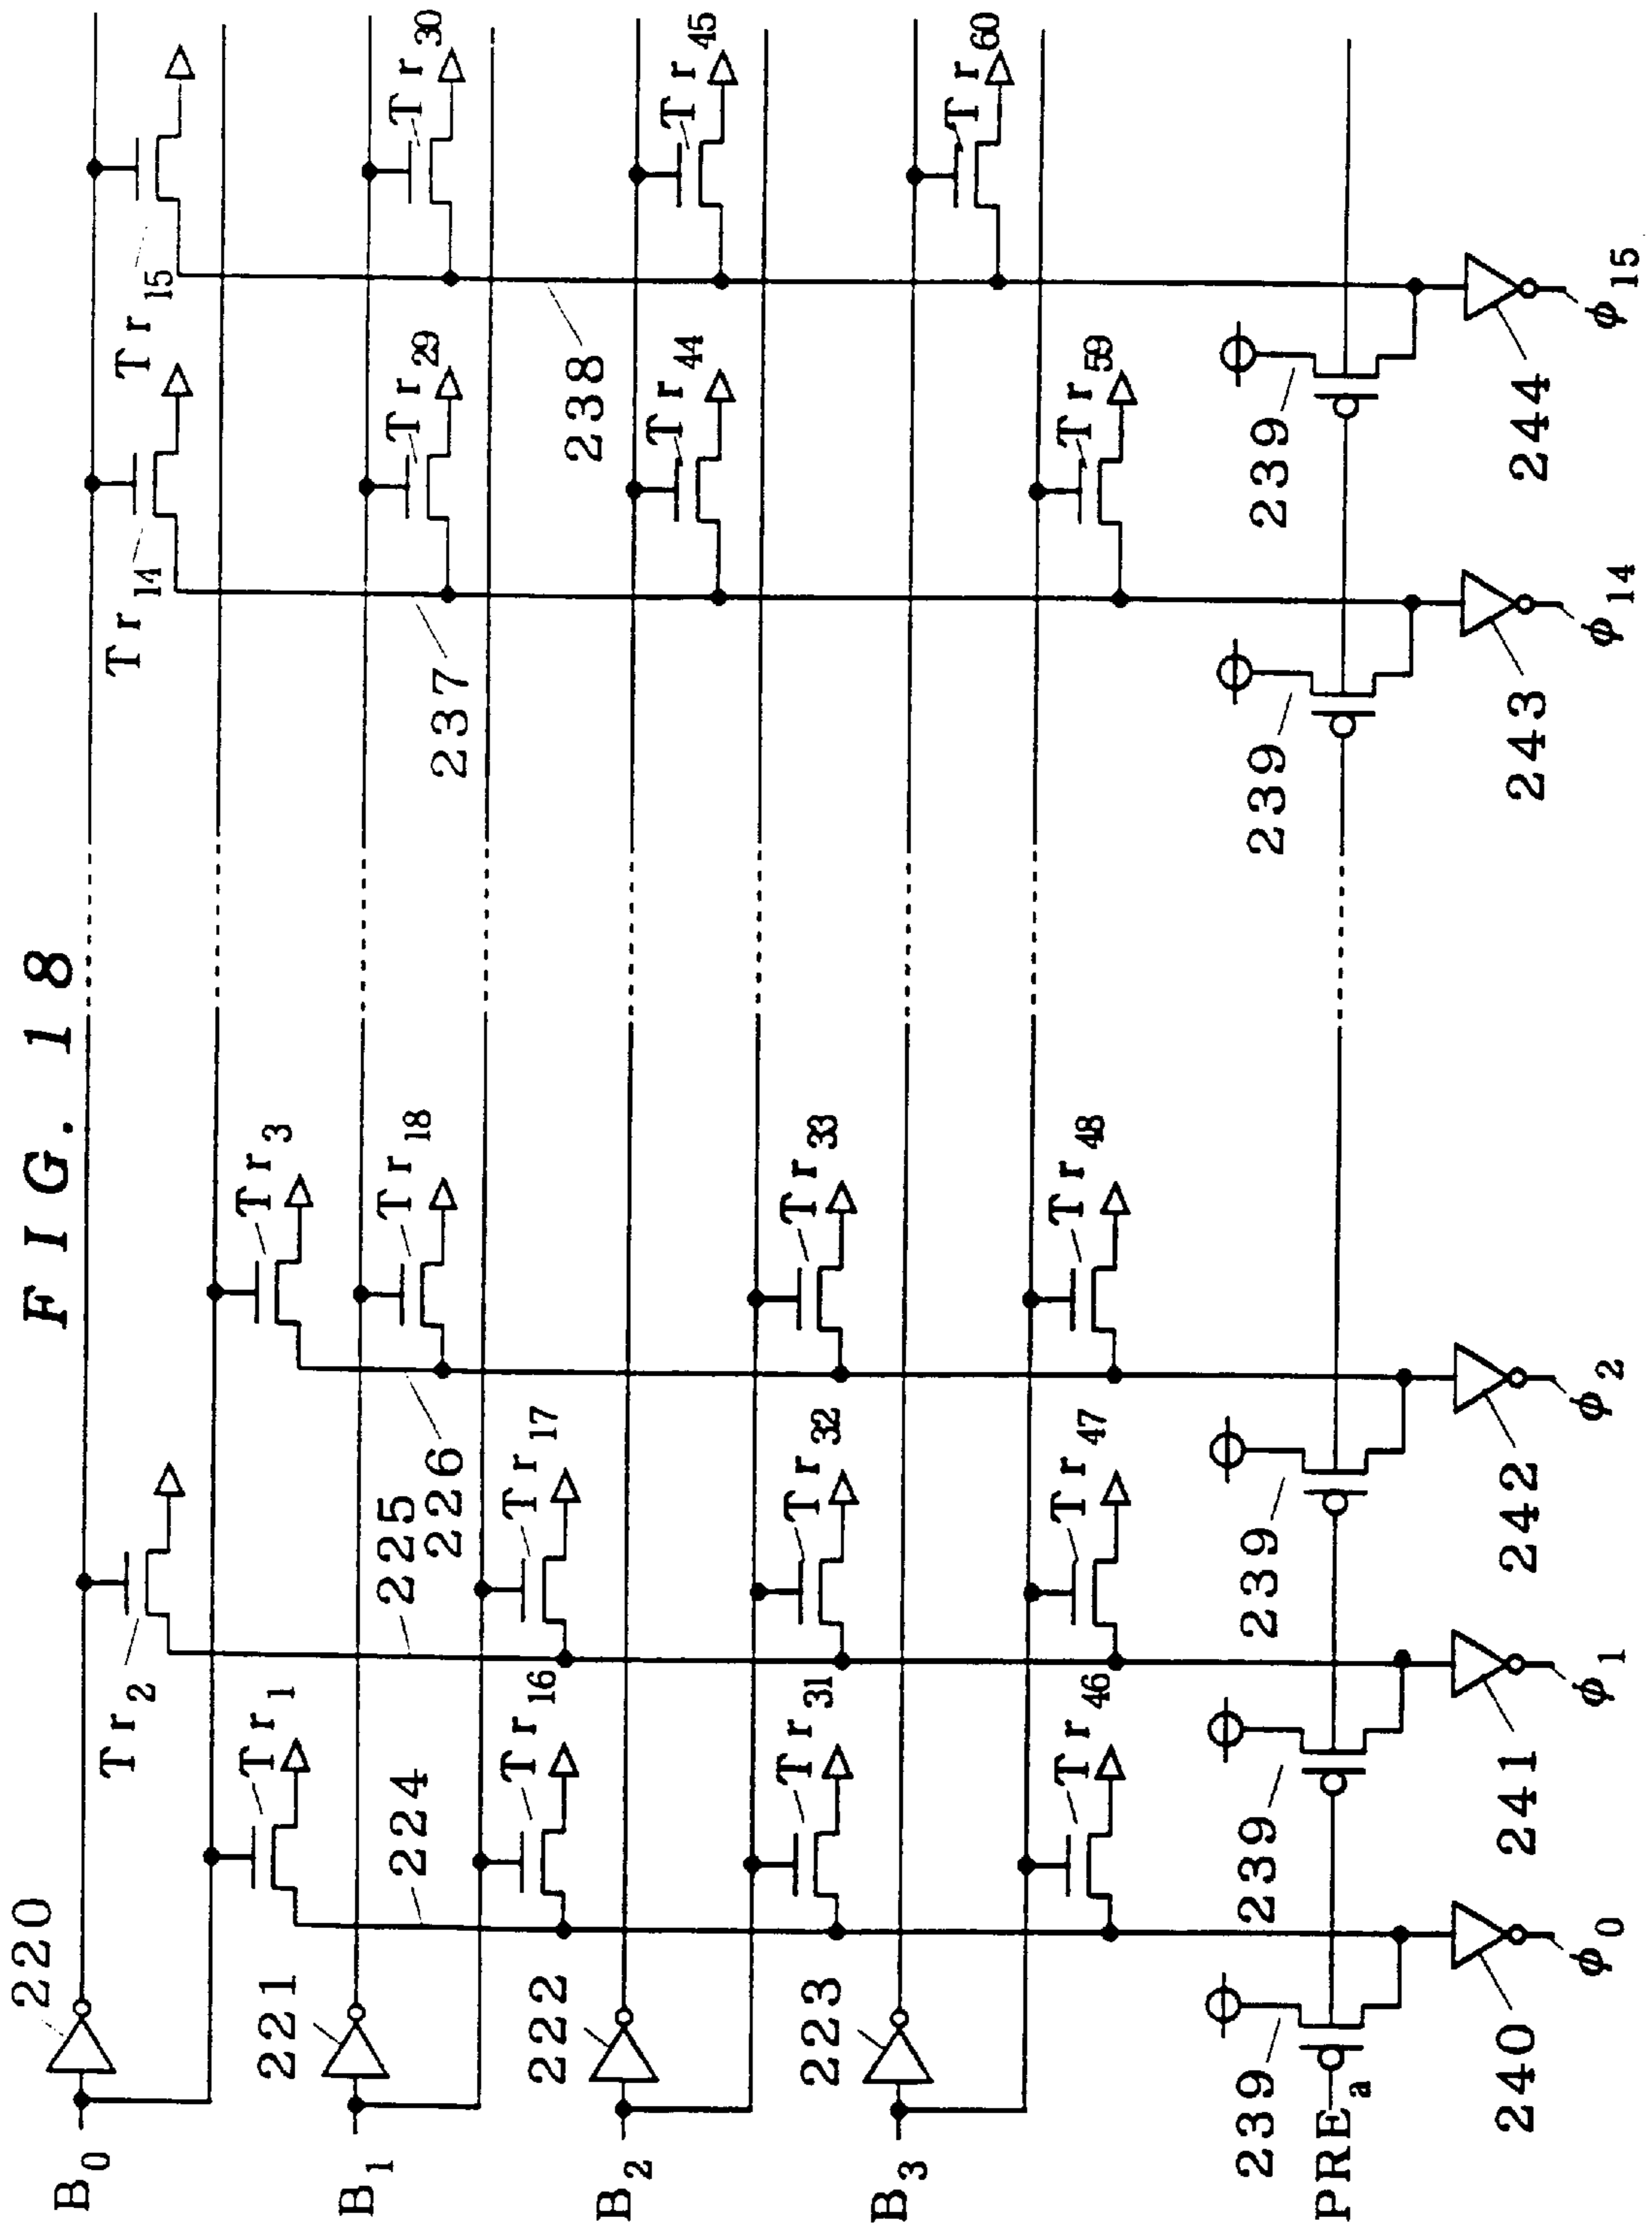 FIG. 18
B0
220
Tr2
Tr14
Tr15
Tr1
Tr3
B1
221
224
225
226
Tr18
237
Tr29
Tr30
Tr16
Tr17
238
B2
222
Tr44
Tr45
Tr31
Tr32
Tr33
B3
223
Tr60
Tr46
Tr47
Tr48
Tr59
239
239
239
239
239
PREa
240
241
242
243
244
φ0
φ1
φ2
φ14
φ15